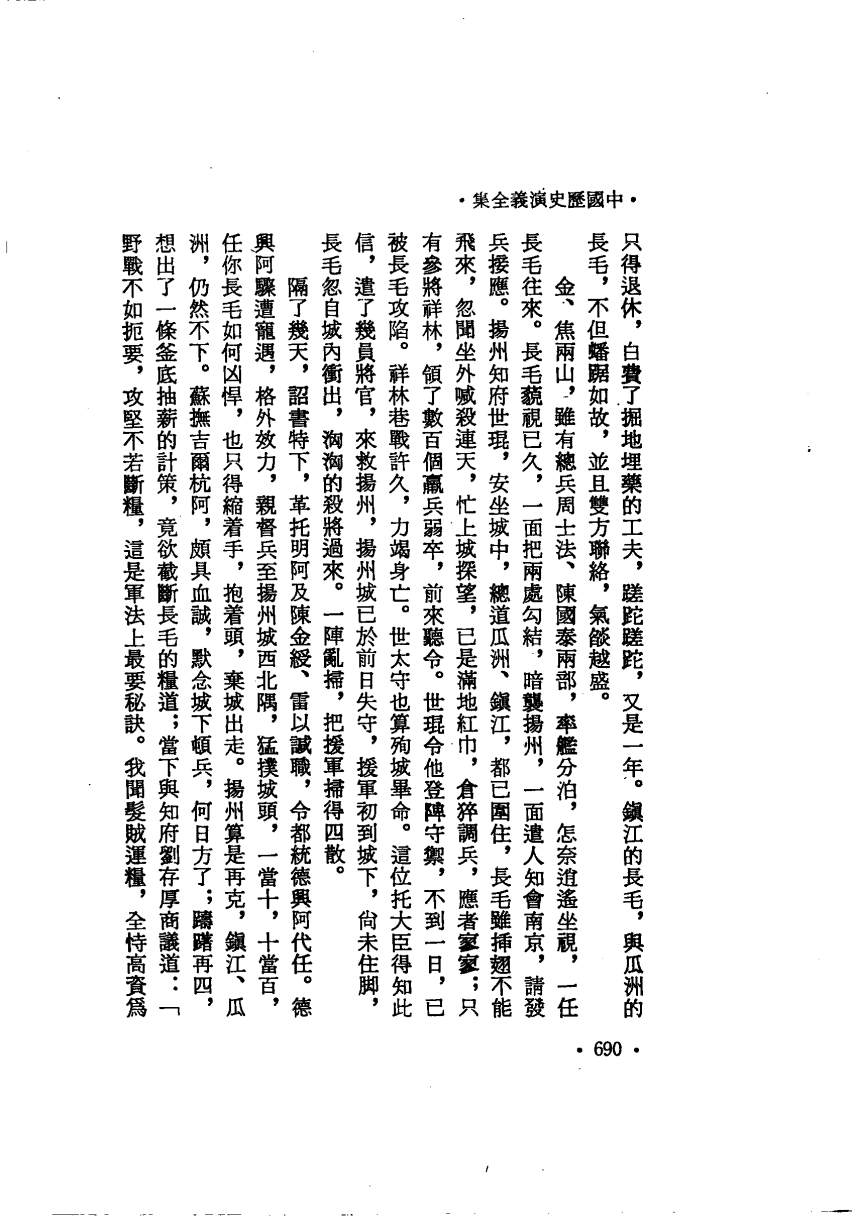 •中國歷史演義全集•
只得退休，白費了掘地埋藥的工夫，蹉跎蹉跎，又是一年。鎭江的長毛，與瓜洲的
長毛，不但蟠踞如故，並且雙方聯絡，氣燄越盛。
金、焦兩山，雖有總兵周士法、陳國泰兩部，率艦分泊，怎奈逍遙坐視，一任
長毛往來。長毛藐視已久，一面把兩處勾結，暗襲揚州，一面遣人知會南京，請發
兵接應。揚州知府世琨，安坐城中，總道瓜洲、鎭江，都已圍住，長毛雖揷翅不能
飛來，忽聞坐外喊殺連天，忙上城探望，已是滿地紅巾，倉猝調兵，應者寥寥；只
有參將祥林，領了數百個羸兵弱卒，前來聽令。世琨令他登陴守禦，不到一日，已
被長毛攻陷。祥林巷戰許久，力竭身亡。世太守也算殉城畢命。這位托大臣得知此
信，遣了幾員將官，來救揚州，揚州城已於前日失守，援軍初到城下，尙未住脚，
長毛忽自城內衝出，洶洶的殺將過來。一陣亂掃，把援軍掃得四散。
隔了幾天，詔書特下，革托明阿及陳金綬、雷以諴職，令都統德興阿代任。德
興阿驟遭寵遇，格外效力，親督兵至揚州城西北隅，猛撲城頭，一當十，十當百，
任你長毛如何凶悍，也只得縮着手，抱着頭，棄城出走。揚州算是再克，鎭江、瓜
洲，仍然不下。蘇撫吉爾杭阿，頗具血誠，默念城下頓兵，何日方了；躊躇再四，
想出了一條釜底抽薪的計策，竟欲截斷長毛的糧道；當下與知府劉存厚商議道：「
野戰不如扼要，攻堅不若斷糧，這是軍法上最要秘訣。我聞髮賊運糧，全恃高資爲
•690•